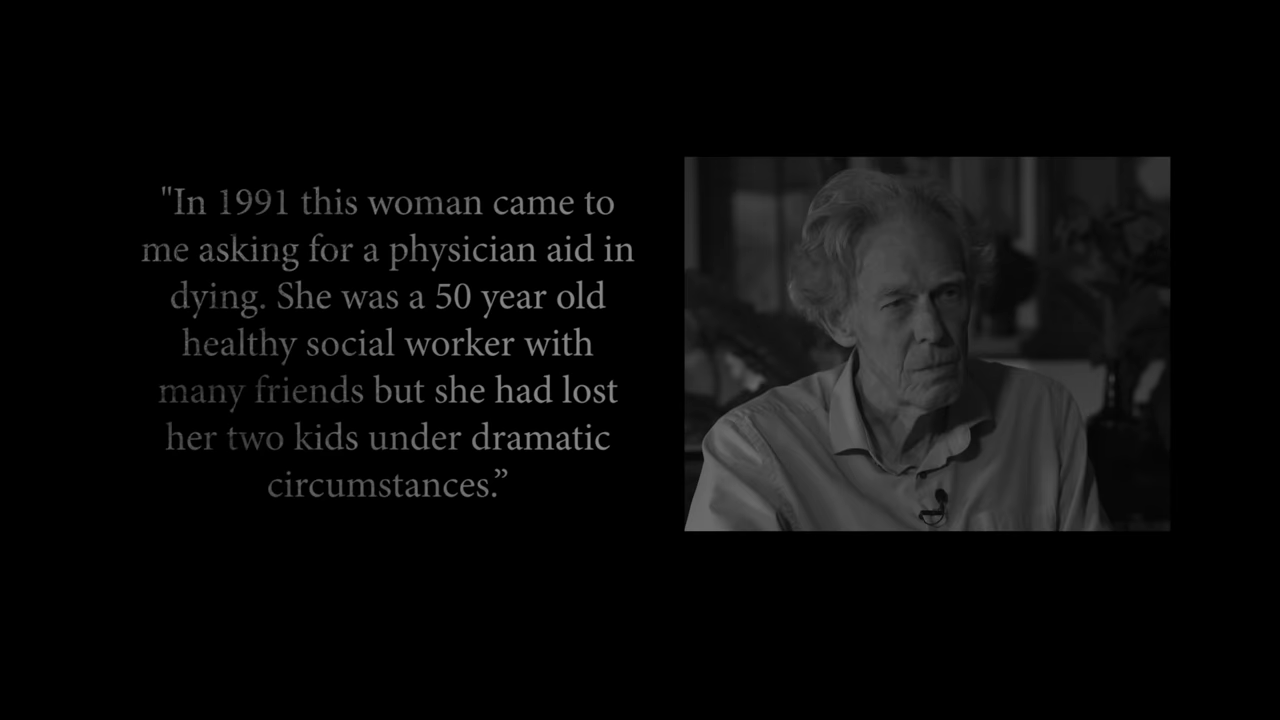 "In 1991 this woman came to
me asking for a physician aid in
dying. She was a 50 year old
healthy social worker with
many friends but she had lost
her two kids under dramatic
circumstances.”